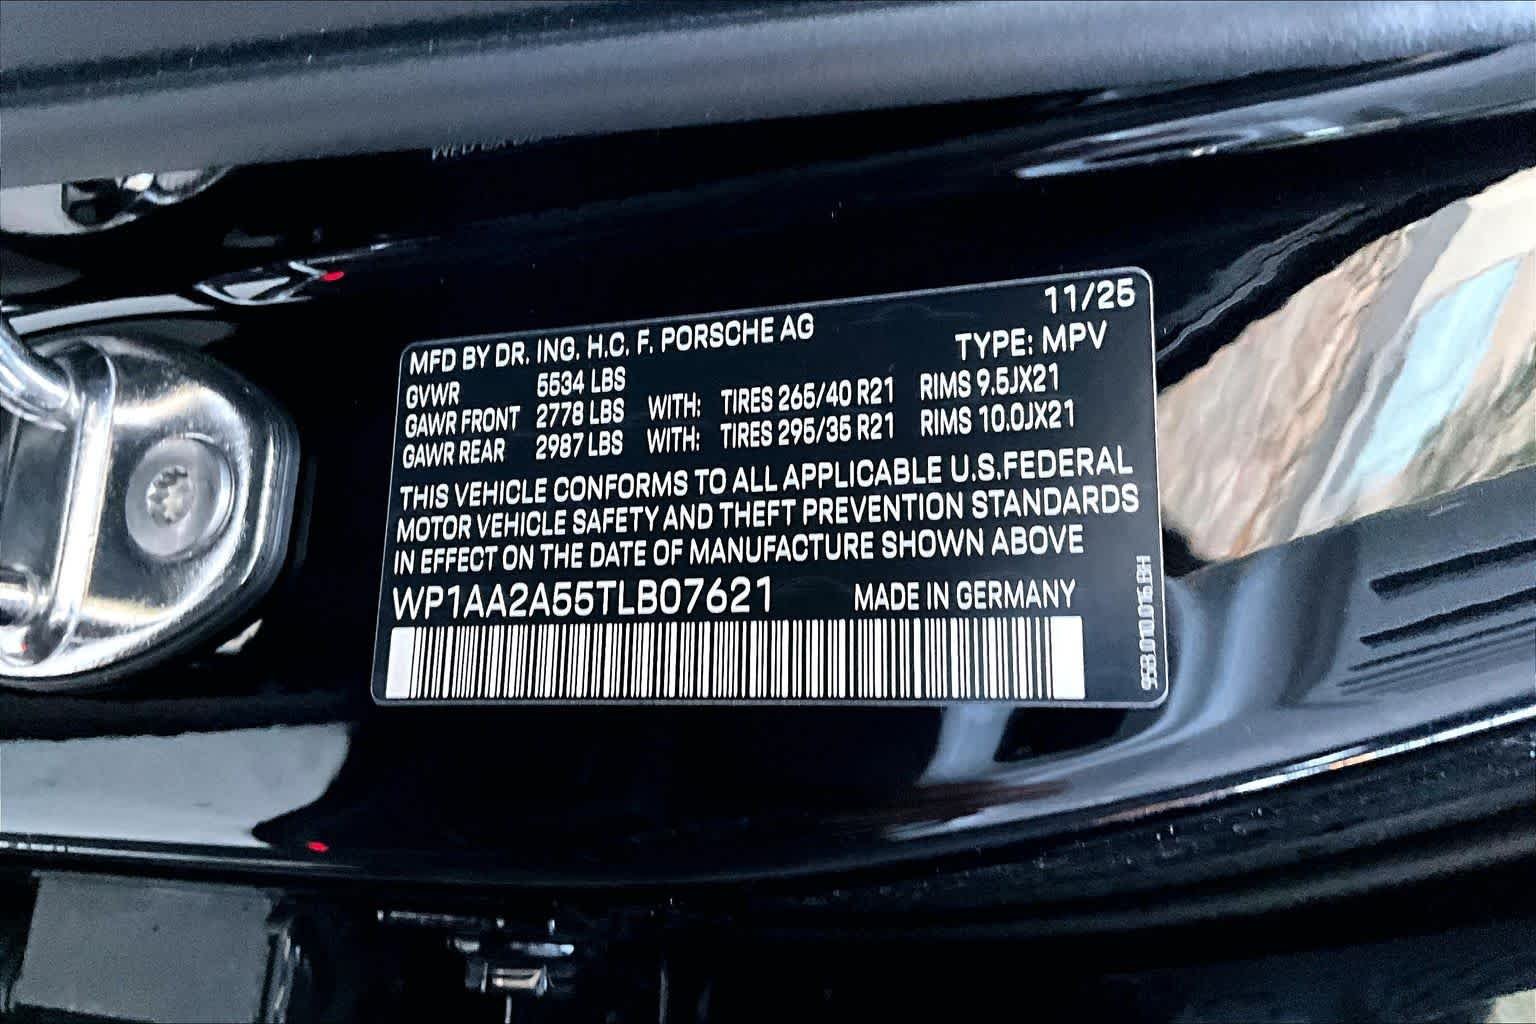 11/25
MFD BY DR. ING. H.C. F. PORSCHE AG TYPE: MPV
GVWR 5534 LBS
GAWR FRONT 2778 LBS WITH: TIRES 265/40 R21 RIMS 9.5JX21
GAWR REAR 2987 LBS WITH: TIRES 295/35 R21 RIMS 10.0JX21
THIS VEHICLE CONFORMS TO ALL APPLICABLE U.S.FEDERAL
MOTOR VEHICLE SAFETY AND THEFT PREVENTION STANDARDS
IN EFFECT ON THE DATE OF MANUFACTURE SHOWN ABOVE
WP1AA2A55TLB07621 MADE IN GERMANY